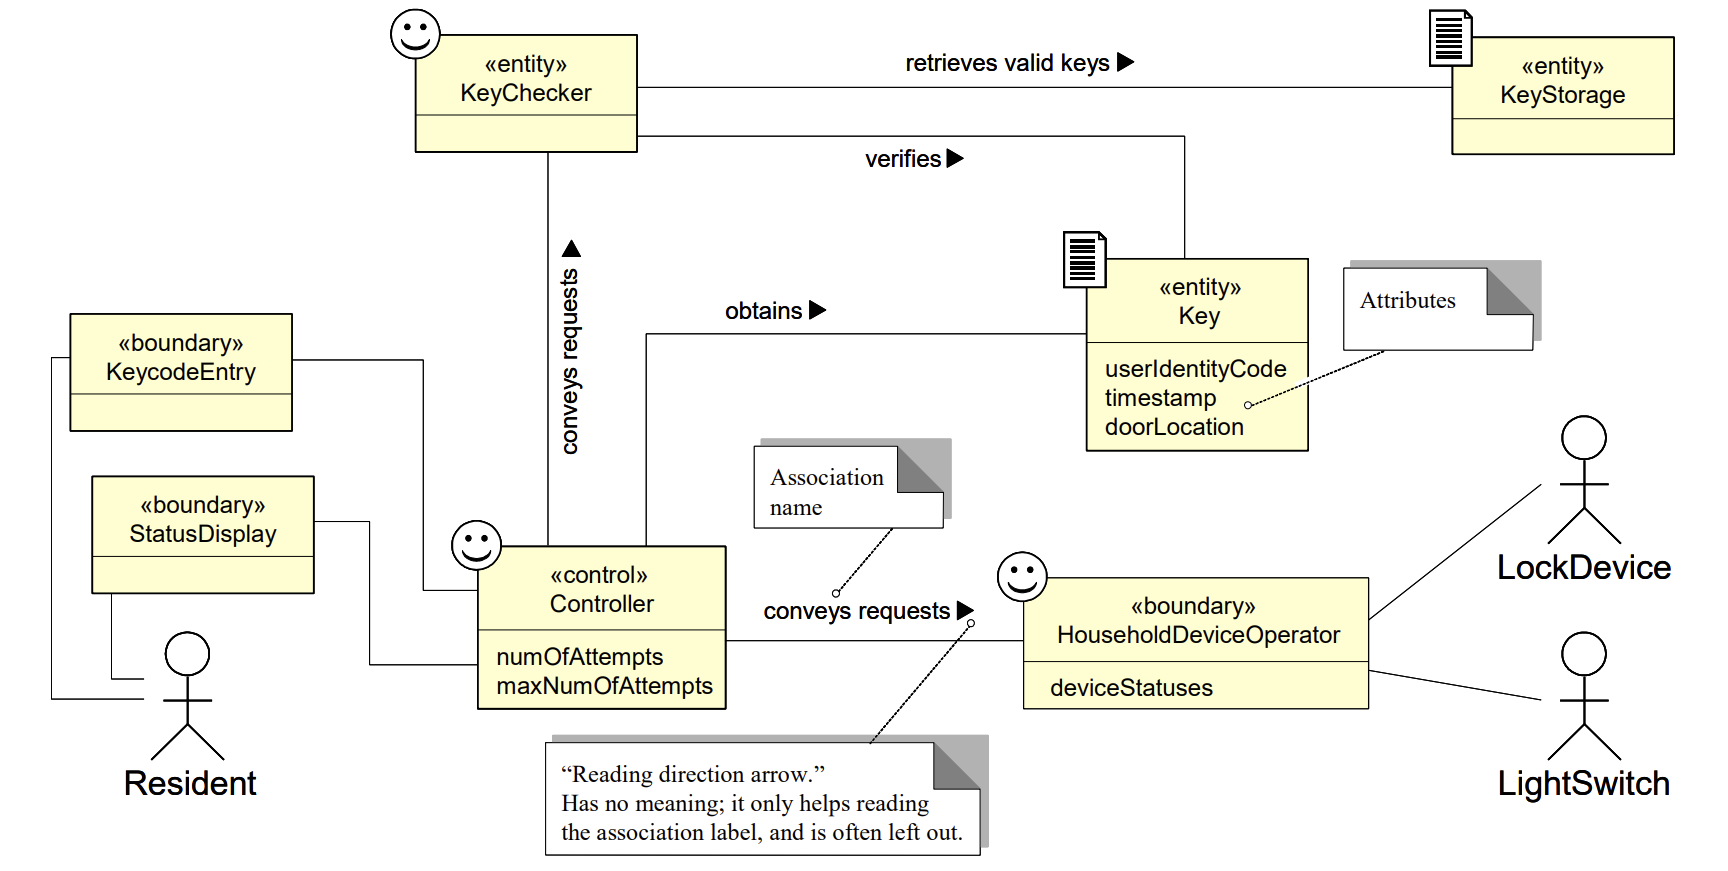 «entity»
KeyChecker
retrieves valid keys
«entity»
KeyStorage
verifies
conveys requests
obtains
«entity»
Key
userIdentityCode
timestamp
doorLocation
Attributes
«boundary»
KeycodeEntry
«boundary»
StatusDisplay
Association
name
«control»
Controller
numOfAttempts
maxNumOfAttempts
conveys requests
«boundary»
HouseholdDeviceOperator
deviceStatuses
LockDevice
LightSwitch
Resident
“Reading direction arrow.”
Has no meaning; it only helps reading
the association label, and is often left out.